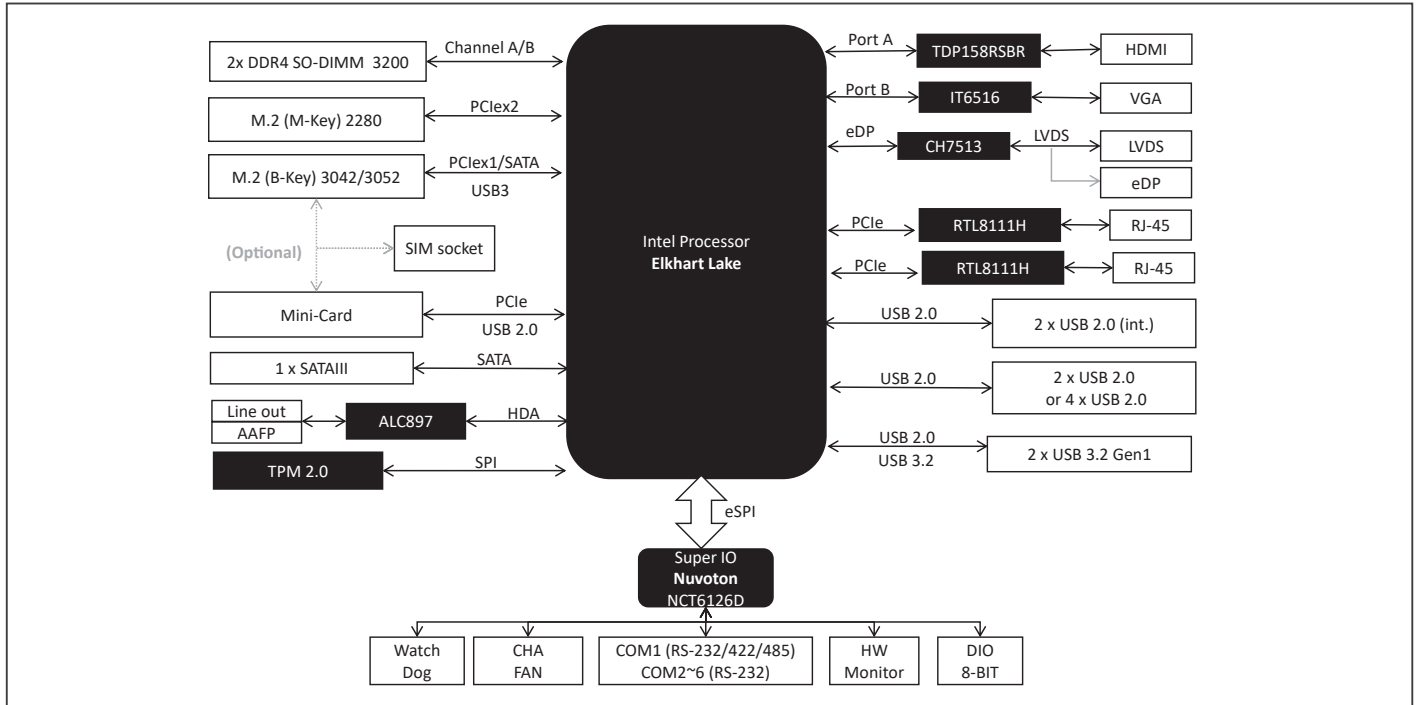 2x DDR4 SO-DIMM 3200
Channel A/B
M.2 (M-Key) 2280
PCIex2
M.2 (B-Key) 3042/3052
PCIex1/SATA
USB3
(Optional)
SIM socket
Mini-Card
PCIe
USB 2.0
1 x SATAIII
SATA
Line out
AAFP
ALC897
HDA
TPM 2.0
SPI
Intel Processor
Elkhart Lake
Port A
TDP158RSBR
HDMI
Port B
IT6516
VGA
eDP
CH7513
LVDS
LVDS
eDP
PCIe
RTL8111H
RJ-45
PCIe
RTL8111H
RJ-45
USB 2.0
2 x USB 2.0 (int.)
USB 2.0
2 x USB 2.0
or 4 x USB 2.0
USB 2.0
USB 3.2
2 x USB 3.2 Gen1
eSPI
Super IO
Nuvoton
NCT6126D
Watch
Dog
CHA
FAN
COM1 (RS-232/422/485)
COM2~6 (RS-232)
HW
Monitor
DIO
8-BIT